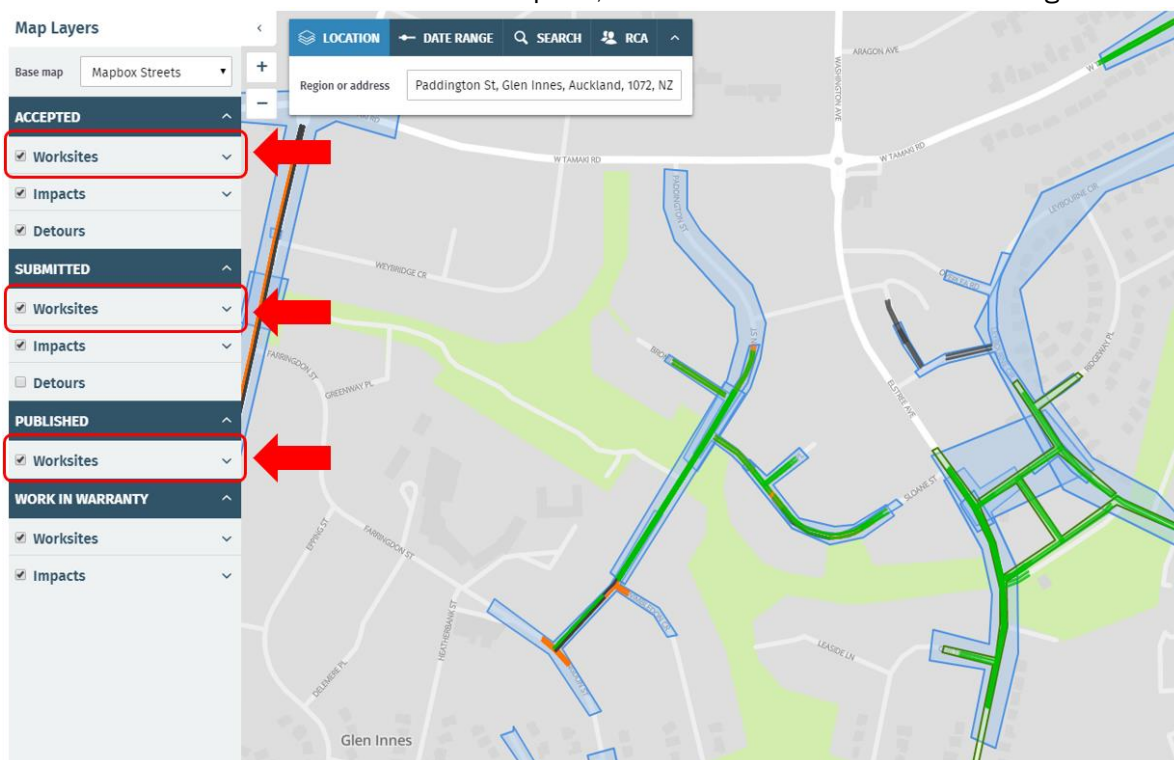 Map Layers
Base map
Mapbox Streets
ACCEPTED
Worksites
Impacts
Detours
SUBMITTED
Worksites
Impacts
Detours
PUBLISHED
Worksites
WORK IN WARRANTY
Worksites
Impacts
LOCATION
DATE RANGE
SEARCH
RCA
Region or address
Paddington St, Glen Innes, Auckland, 1072, NZ
ARAGON AVE
WASHINGTON AVE
W TAMAKI RD
W TAMAKI RD
PADDINGTON ST
LEYBOURNE CIR
WEYBRIDGE CR
OVERLEA RD
RIDGEWAY PL
FARRINGDON ST
GREENWAY PL
ELSTREE AVE
SLOANE ST
EPPING ST
FARRINGDON ST
HEATHERBANK ST
LEASIDE LN
DELEMERE PL
Glen Innes